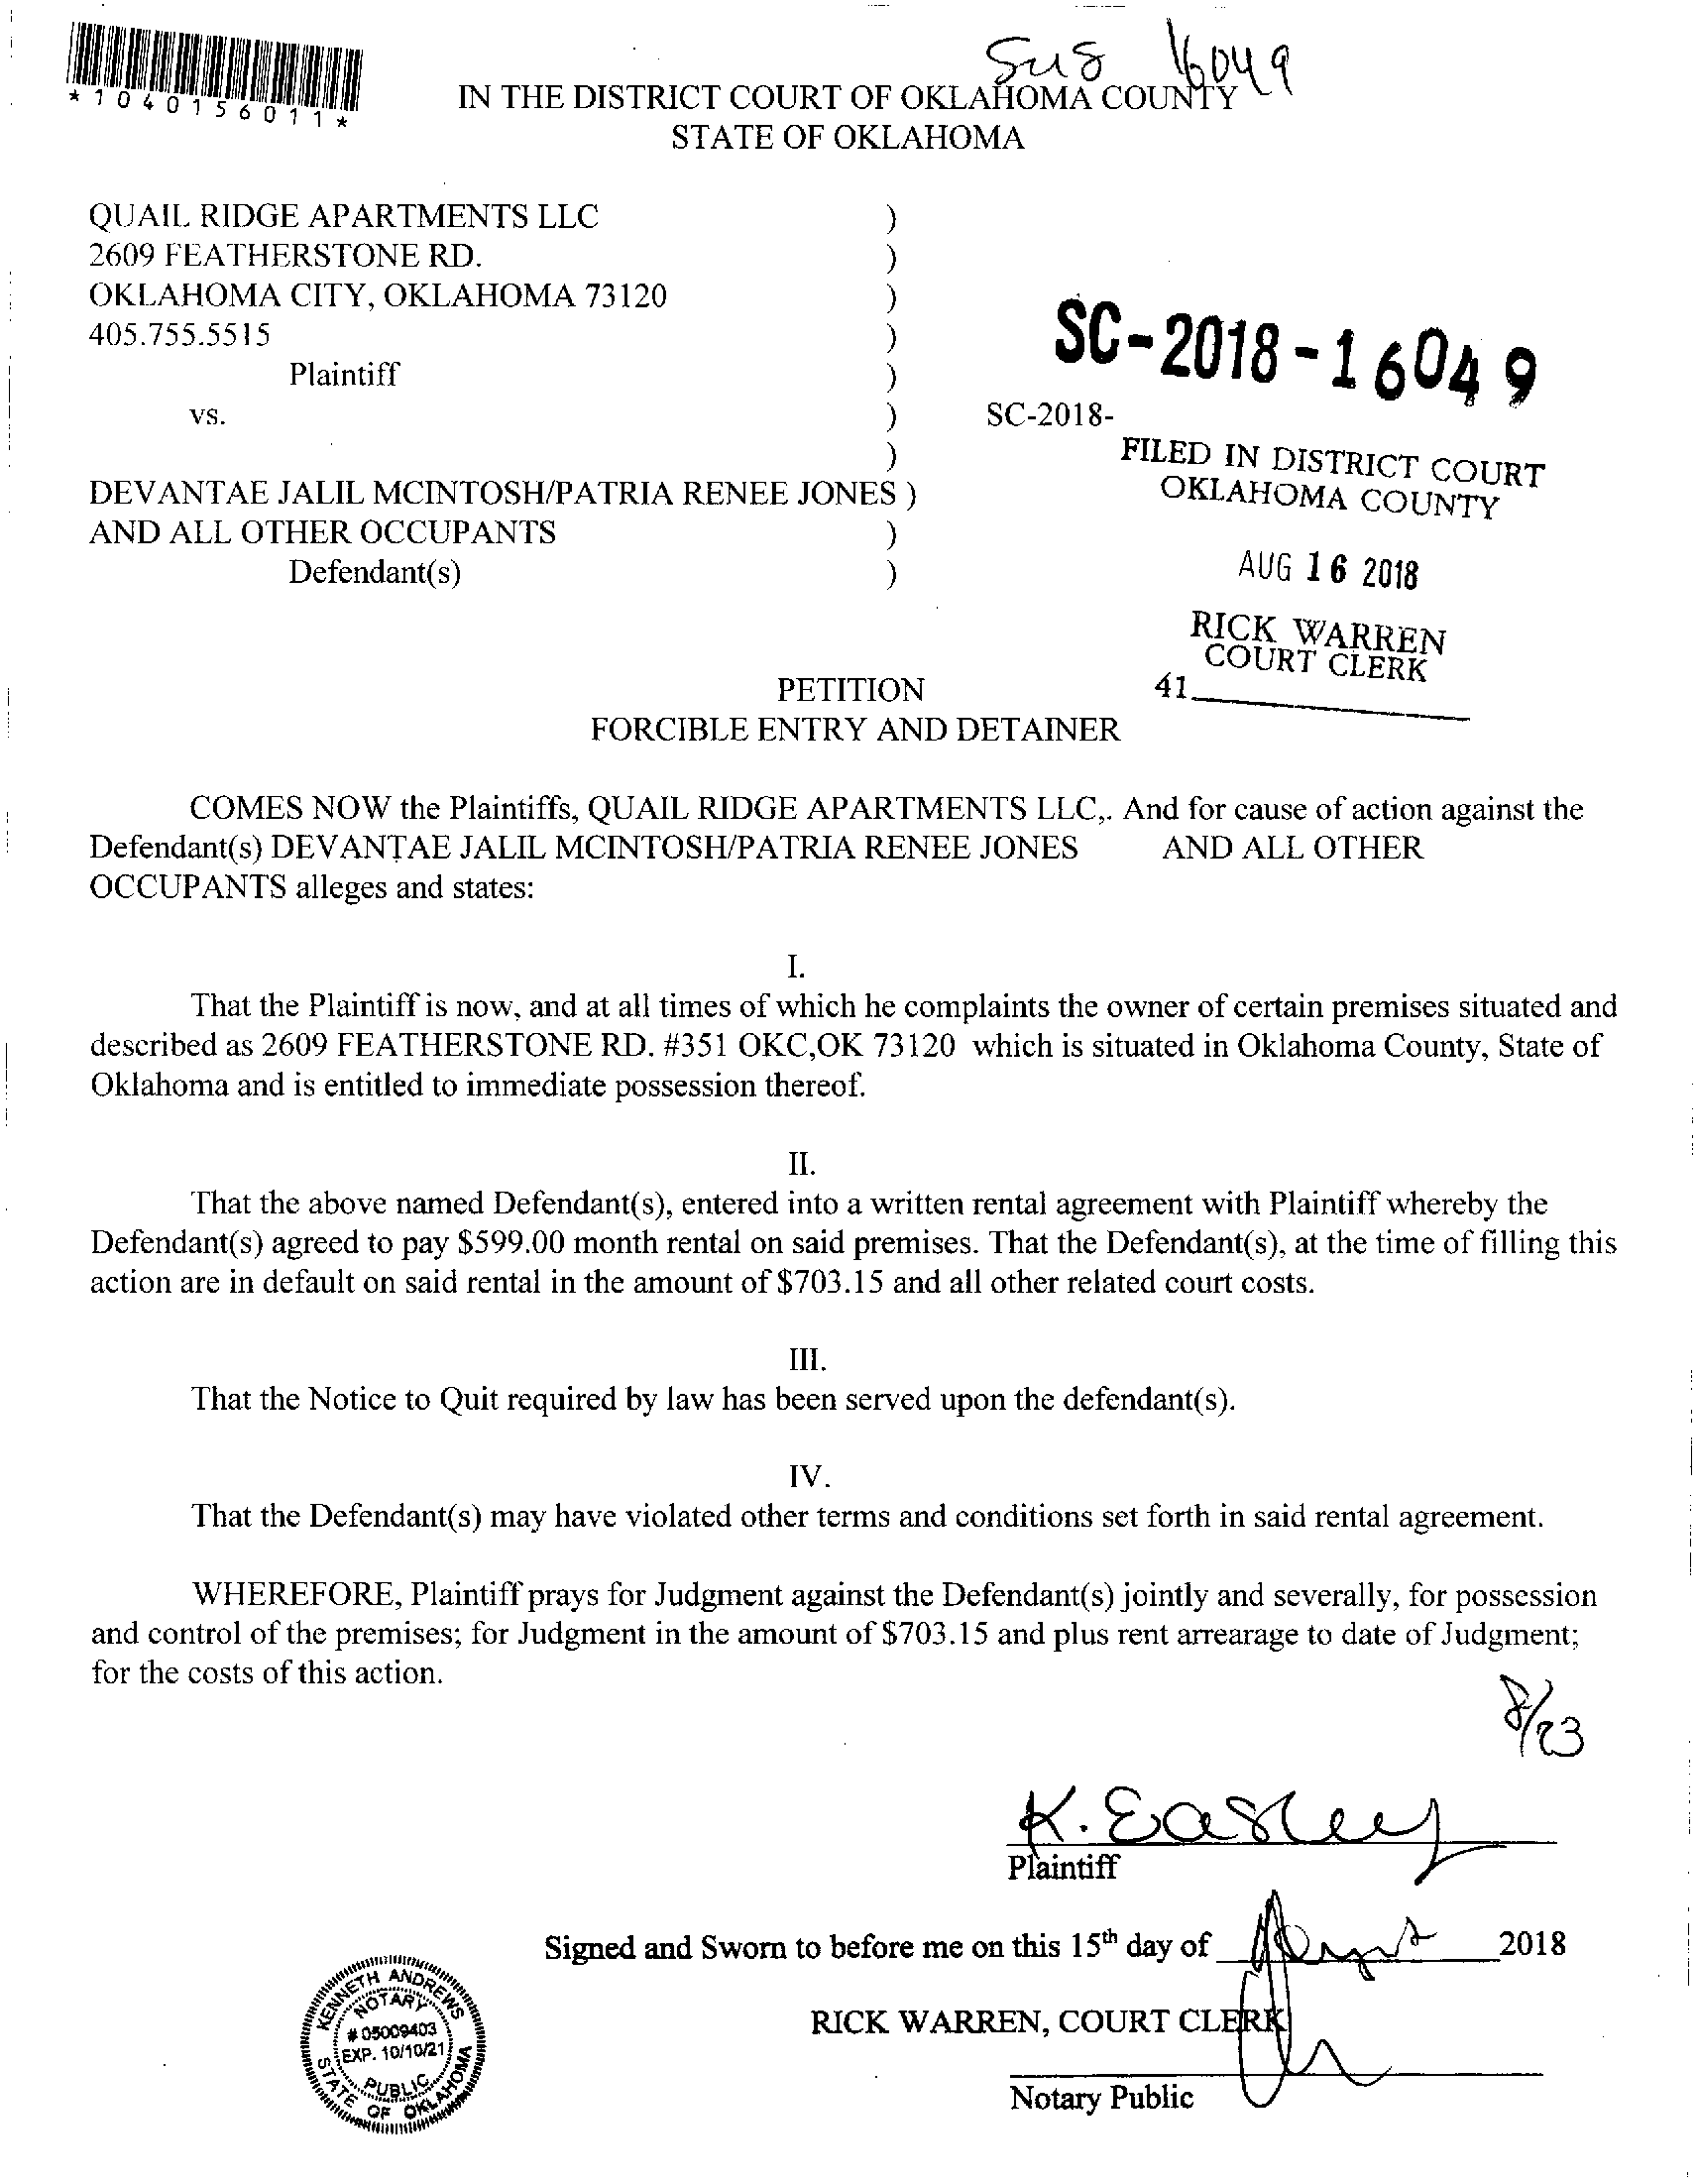 Sus 16049
*1040156011*
IN THE DISTRICT COURT OF OKLAHOMA COUNTY
STATE OF OKLAHOMA
QUAIL RIDGE APARTMENTS LLC )
2609 FEATHERSTONE RD. )
OKLAHOMA CITY, OKLAHOMA 73120 )
405.755.5515 )
Plaintiff )
SC-2018-16049
vs. ) SC-2018-
)
FILED IN DISTRICT COURT
OKLAHOMA COUNTY
DEVANTAE JALIL MCINTOSH/PATRIA RENEE JONES )
AND ALL OTHER OCCUPANTS )
Defendant(s) )
AUG 16 2018
RICK WARREN
COURT CLERK
41
PETITION
FORCIBLE ENTRY AND DETAINER
COMES NOW the Plaintiffs, QUAIL RIDGE APARTMENTS LLC,. And for cause of action against the
Defendant(s) DEVANTAE JALIL MCINTOSH/PATRIA RENEE JONES AND ALL OTHER
OCCUPANTS alleges and states:
I.
That the Plaintiff is now, and at all times of which he complaints the owner of certain premises situated and
described as 2609 FEATHERSTONE RD. #351 OKC,OK 73120 which is situated in Oklahoma County, State of
Oklahoma and is entitled to immediate possession thereof.
II.
That the above named Defendant(s), entered into a written rental agreement with Plaintiff whereby the
Defendant(s) agreed to pay $599.00 month rental on said premises. That the Defendant(s), at the time of filling this
action are in default on said rental in the amount of $703.15 and all other related court costs.
III.
That the Notice to Quit required by law has been served upon the defendant(s).
IV.
That the Defendant(s) may have violated other terms and conditions set forth in said rental agreement.
WHEREFORE, Plaintiff prays for Judgment against the Defendant(s) jointly and severally, for possession
and control of the premises; for Judgment in the amount of $703.15 and plus rent arrearage to date of Judgment;
for the costs of this action.
8/23
K. Easley
Plaintiff
Signed and Sworn to before me on this 15th day of August 2018
RICK WARREN, COURT CLERK
Notary Public
KENNETH ANDREWS
NOTARY
# 05009403
EXP. 10/10/21
PUBLIC
STATE OF OKLAHOMA